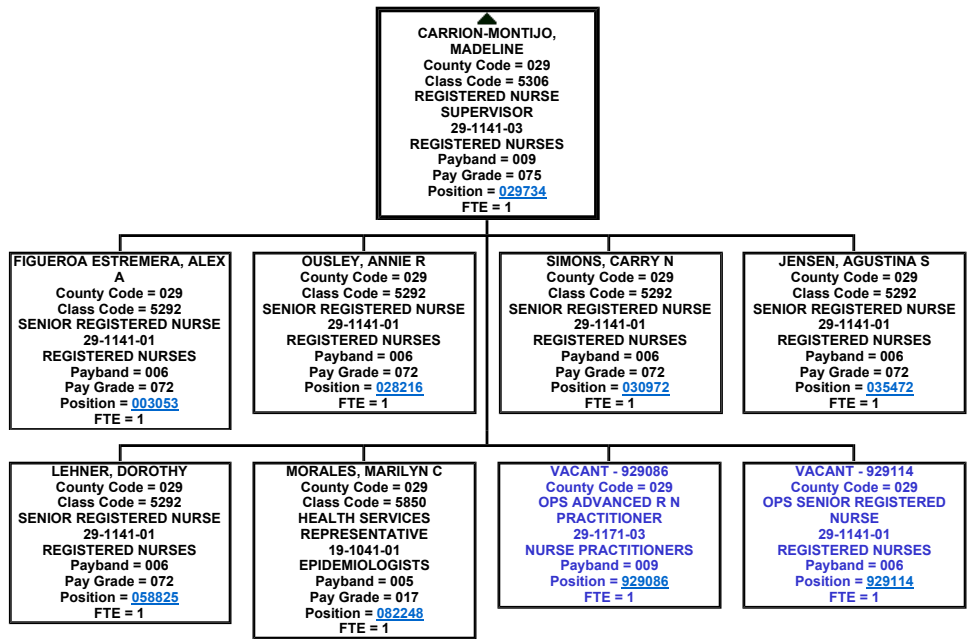 CARRION-MONTIJO,
MADELINE
County Code = 029
Class Code = 5306
REGISTERED NURSE
SUPERVISOR
29-1141-03
REGISTERED NURSES
Payband = 009
Pay Grade = 075
Position = 029734
FTE = 1
FIGUEROA ESTREMERA, ALEX
A
County Code = 029
Class Code = 5292
SENIOR REGISTERED NURSE
29-1141-01
REGISTERED NURSES
Payband = 006
Pay Grade = 072
Position = 003053
FTE = 1
OUSLEY, ANNIE R
County Code = 029
Class Code = 5292
SENIOR REGISTERED NURSE
29-1141-01
REGISTERED NURSES
Payband = 006
Pay Grade = 072
Position = 028216
FTE = 1
SIMONS, CARRY N
County Code = 029
Class Code = 5292
SENIOR REGISTERED NURSE
29-1141-01
REGISTERED NURSES
Payband = 006
Pay Grade = 072
Position = 030972
FTE = 1
JENSEN, AGUSTINA S
County Code = 029
Class Code = 5292
SENIOR REGISTERED NURSE
29-1141-01
REGISTERED NURSES
Payband = 006
Pay Grade = 072
Position = 035472
FTE = 1
LEHNER, DOROTHY
County Code = 029
Class Code = 5292
SENIOR REGISTERED NURSE
29-1141-01
REGISTERED NURSES
Payband = 006
Pay Grade = 072
Position = 058825
FTE = 1
MORALES, MARILYN C
County Code = 029
Class Code = 5850
HEALTH SERVICES
REPRESENTATIVE
19-1041-01
EPIDEMIOLOGISTS
Payband = 005
Pay Grade = 017
Position = 082248
FTE = 1
VACANT - 929086
County Code = 029
OPS ADVANCED R N
PRACTITIONER
29-1171-03
NURSE PRACTITIONERS
Payband = 009
Position = 929086
FTE = 1
VACANT - 929114
County Code = 029
OPS SENIOR REGISTERED
NURSE
29-1141-01
REGISTERED NURSES
Payband = 006
Position = 929114
FTE = 1